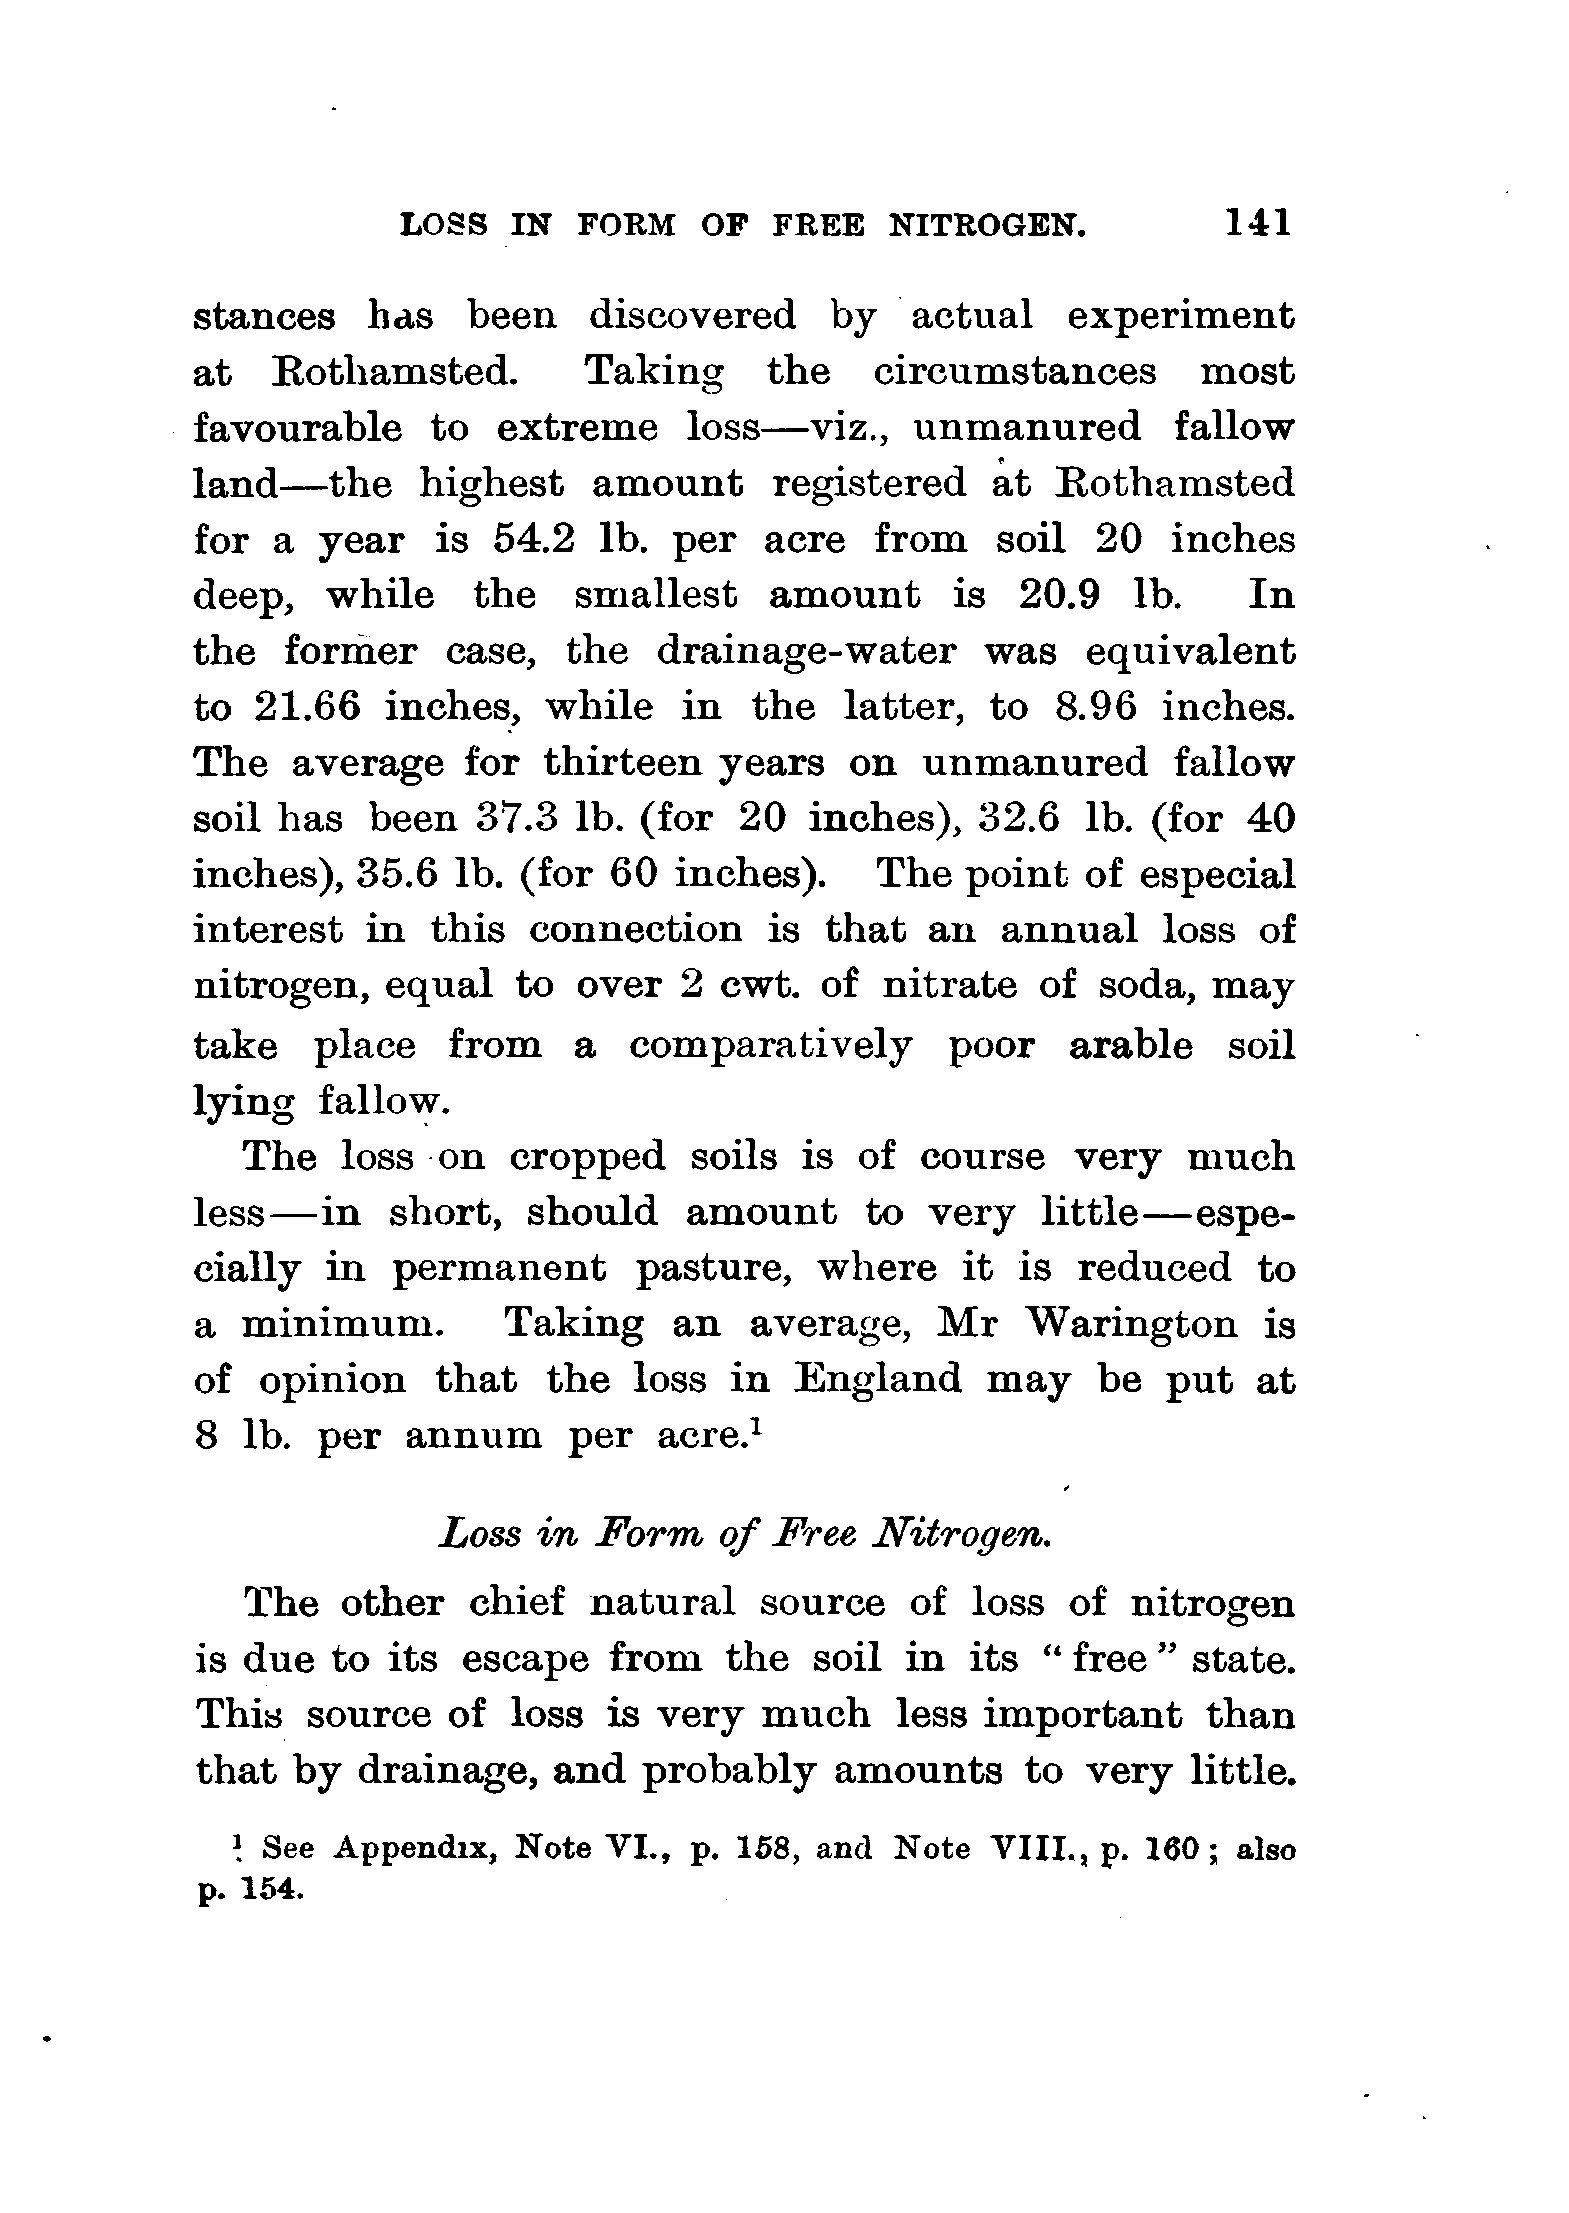 LOSS IN FORM OF FREE NITROGEN. 141
stances has been discovered by actual experiment
at Rothamsted. Taking the circumstances most
favourable to extreme loss—viz., unmanured fallow
land—the highest amount registered at Rothamsted
for a year is 54.2 lb. per acre from soil 20 inches
deep, while the smallest amount is 20.9 lb. In
the former case, the drainage-water was equivalent
to 21.66 inches, while in the latter, to 8.96 inches.
The average for thirteen years on unmanured fallow
soil has been 37.3 lb. (for 20 inches), 32.6 lb. (for 40
inches), 35.6 lb. (for 60 inches). The point of especial
interest in this connection is that an annual loss of
nitrogen, equal to over 2 cwt. of nitrate of soda, may
take place from a comparatively poor arable soil
lying fallow.
The loss on cropped soils is of course very much
less—in short, should amount to very little—espe-
cially in permanent pasture, where it is reduced to
a minimum. Taking an average, Mr Warington is
of opinion that the loss in England may be put at
8 lb. per annum per acre.¹
Loss in Form of Free Nitrogen.
The other chief natural source of loss of nitrogen
is due to its escape from the soil in its “free” state.
This source of loss is very much less important than
that by drainage, and probably amounts to very little.
¹ See Appendix, Note VI., p. 158, and Note VIII., p. 160; also
p. 154.